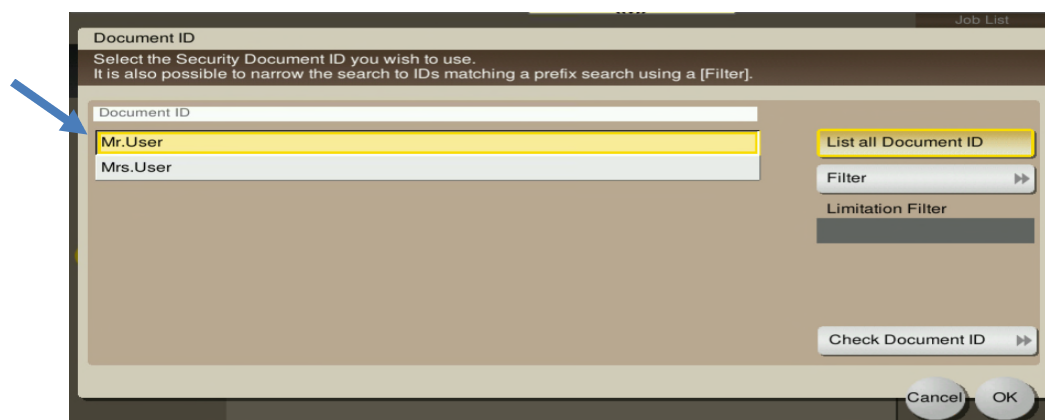 Job List
Document ID
Select the Security Document ID you wish to use.
It is also possible to narrow the search to IDs matching a prefix search using a [Filter].
Document ID
Mr.User
Mrs.User
List all Document ID
Filter
Limitation Filter
Check Document ID
Cancel
OK